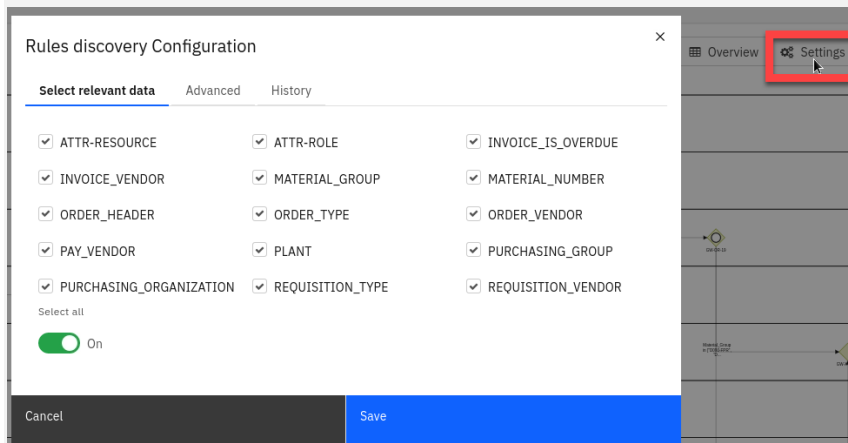 Rules discovery Configuration
Overview
Settings
Select relevant data
Advanced
History
ATTR-RESOURCE
ATTR-ROLE
INVOICE_IS_OVERDUE
INVOICE_VENDOR
MATERIAL_GROUP
MATERIAL_NUMBER
ORDER_HEADER
ORDER_TYPE
ORDER_VENDOR
PAY_VENDOR
PLANT
PURCHASING_GROUP
PURCHASING_ORGANIZATION
REQUISITION_TYPE
REQUISITION_VENDOR
Select all
On
Cancel
Save
Material_Group